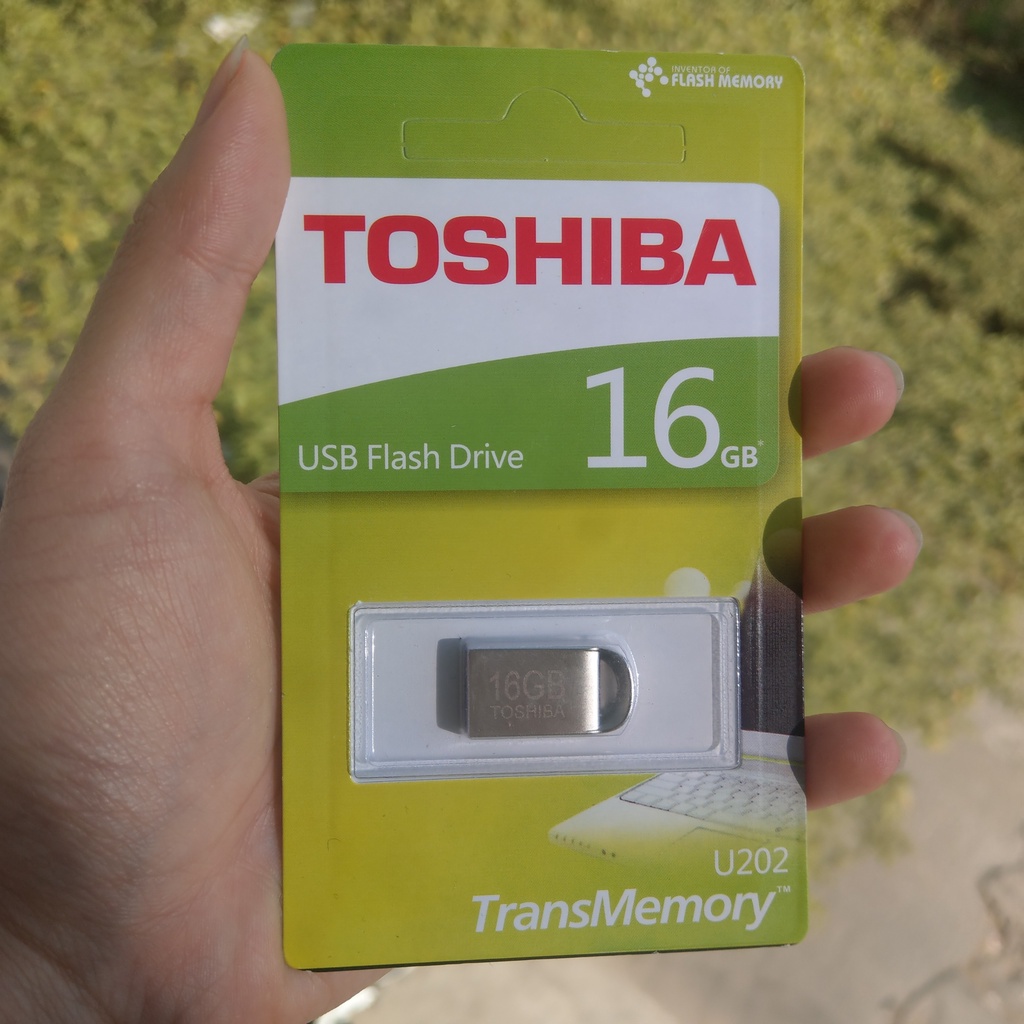 INVENTOR OF
FLASH MEMORY
TOSHIBA
USB Flash Drive
16GB*
16GB
TOSHIBA
U202
TransMemory™